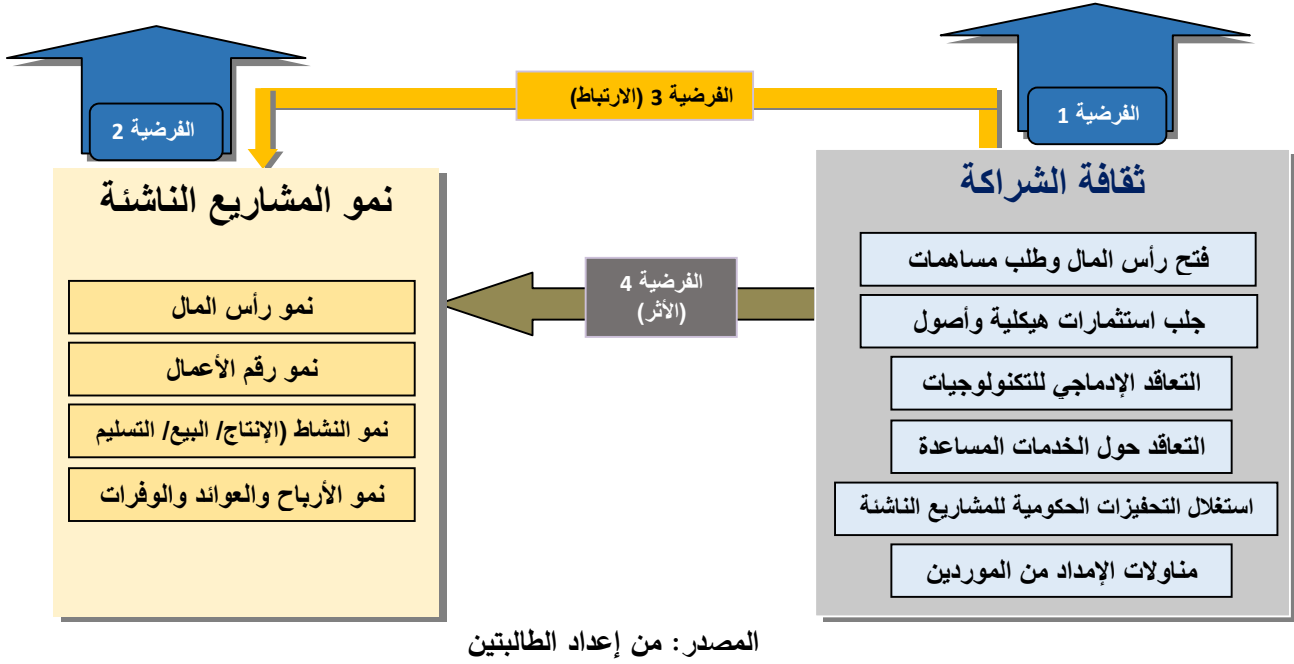 الفرضية 1
الفرضية 3 (الارتباط)
الفرضية 2
ثقافة الشراكة
فتح رأس المال وطلب مساهمات
جلب استثمارات هيكلية وأصول
التعاقد الإدماجي للتكنولوجيات
التعاقد حول الخدمات المساعدة
استغلال التحفيزات الحكومية للمشاريع الناشئة
مناولات الإمداد من الموردين
الفرضية 4
(الأثر)
نمو المشاريع الناشئة
نمو رأس المال
نمو رقم الأعمال
نمو النشاط (الإنتاج/ البيع/ التسليم
نمو الأرباح والعوائد والوفرات
المصدر: من إعداد الطالبتين